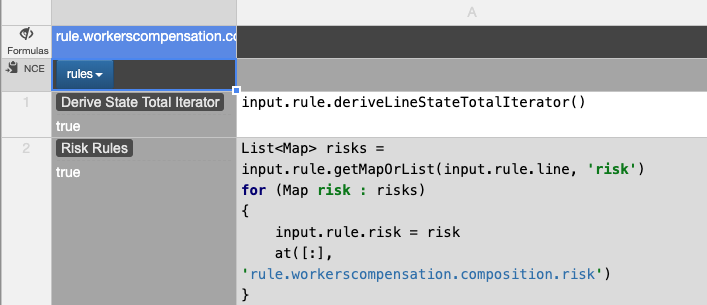 rule.workerscompensation.co
Formulas
NCE
rules
A
1
Derive State Total Iterator
input.rule.deriveLineStateTotalIterator()
true
2
Risk Rules
List<Map> risks =
true
input.rule.getMapOrList(input.rule.line, 'risk')
for (Map risk : risks)
{
input.rule.risk = risk
at([:],
'rule.workerscompensation.composition.risk')
}